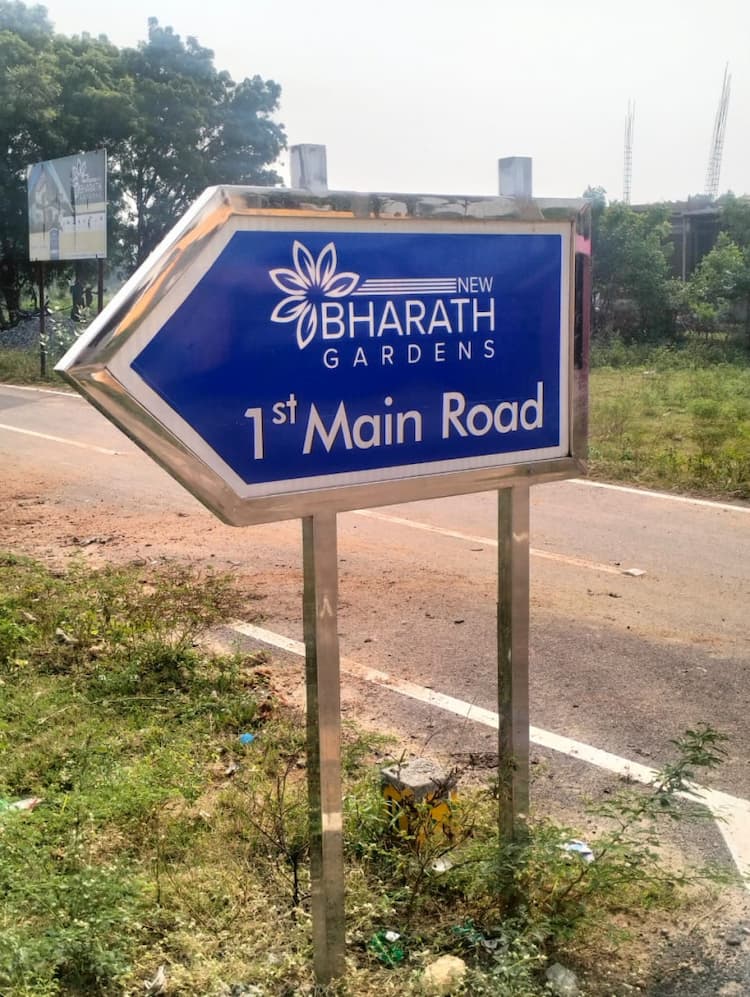 NEW
BHARATH
GARDENS
1st Main Road